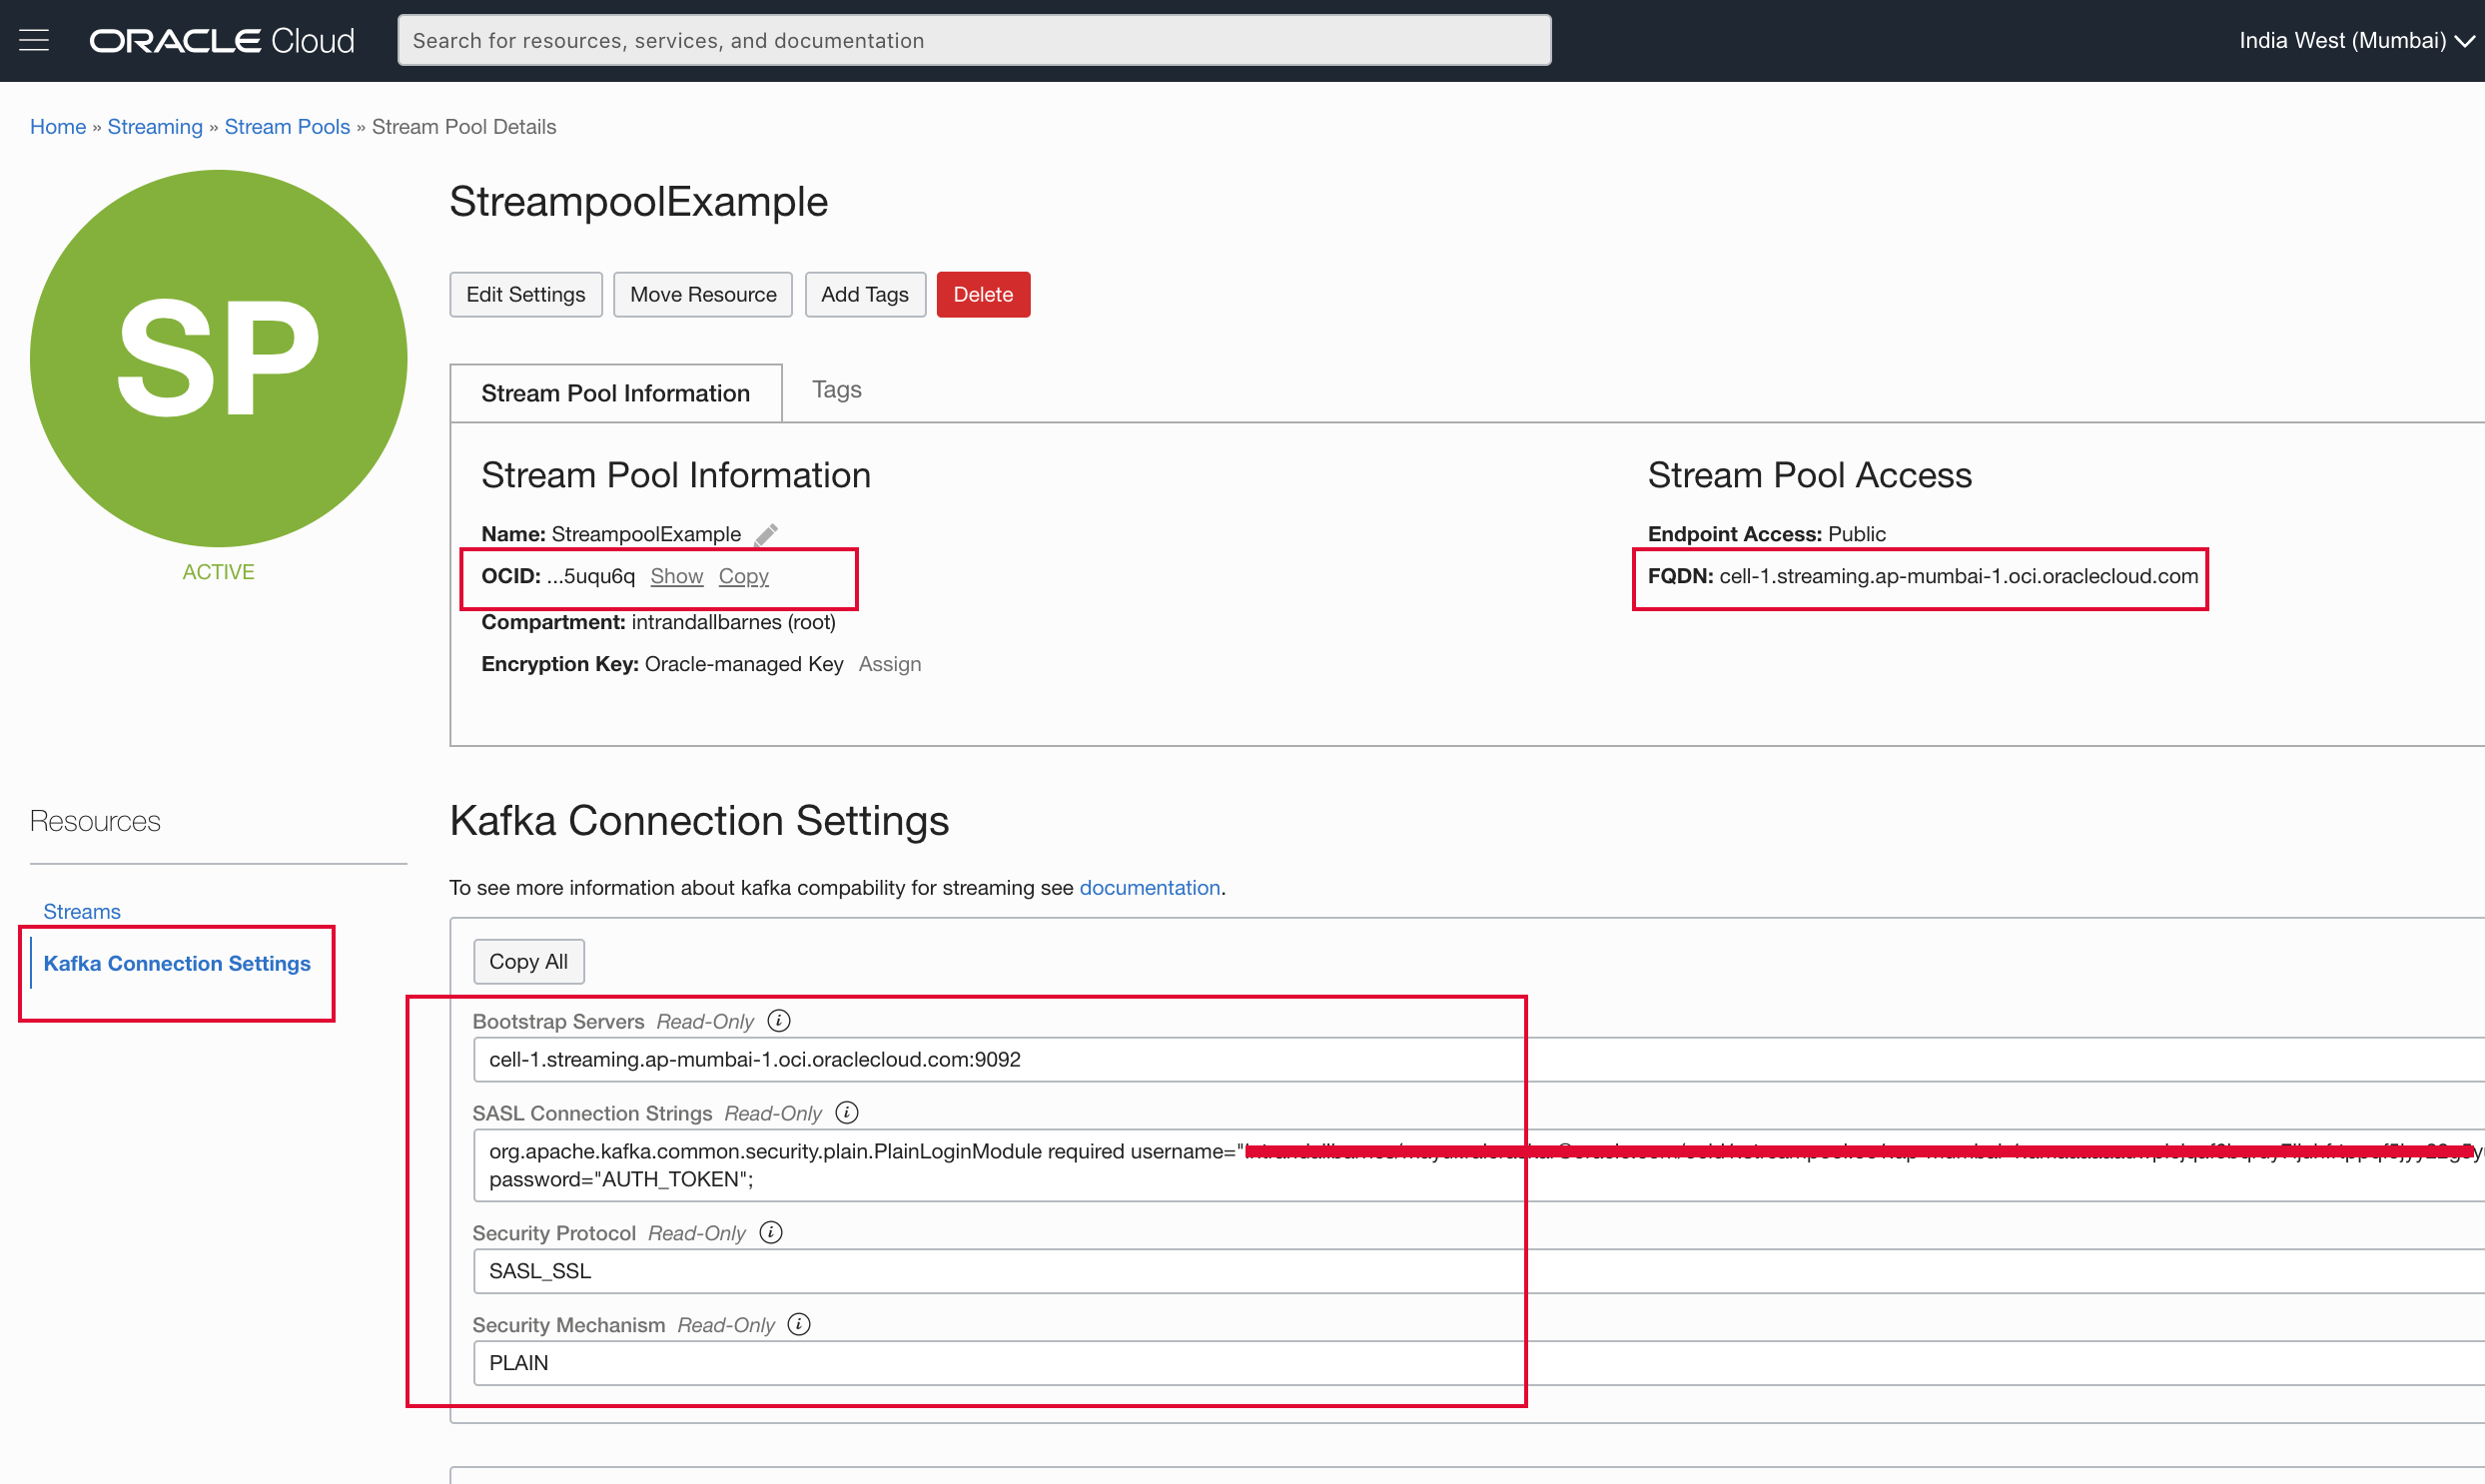 ORACLE Cloud
Search for resources, services, and documentation
India West (Mumbai)
Home » Streaming » Stream Pools » Stream Pool Details
SP
ACTIVE
StreampoolExample
Edit Settings Move Resource Add Tags Delete
Stream Pool Information Tags
Stream Pool Information
Name: StreampoolExample
OCID: ...5uqu6q Show Copy
Compartment: intrandallbarnes (root)
Encryption Key: Oracle-managed Key Assign
Stream Pool Access
Endpoint Access: Public
FQDN: cell-1.streaming.ap-mumbai-1.oci.oraclecloud.com
Resources
Streams
Kafka Connection Settings
Kafka Connection Settings
To see more information about kafka compability for streaming see documentation.
Copy All
Bootstrap Servers Read-Only
cell-1.streaming.ap-mumbai-1.oci.oraclecloud.com:9092
SASL Connection Strings Read-Only
org.apache.kafka.common.security.plain.PlainLoginModule required username="
password="AUTH_TOKEN";
Security Protocol Read-Only
SASL_SSL
Security Mechanism Read-Only
PLAIN